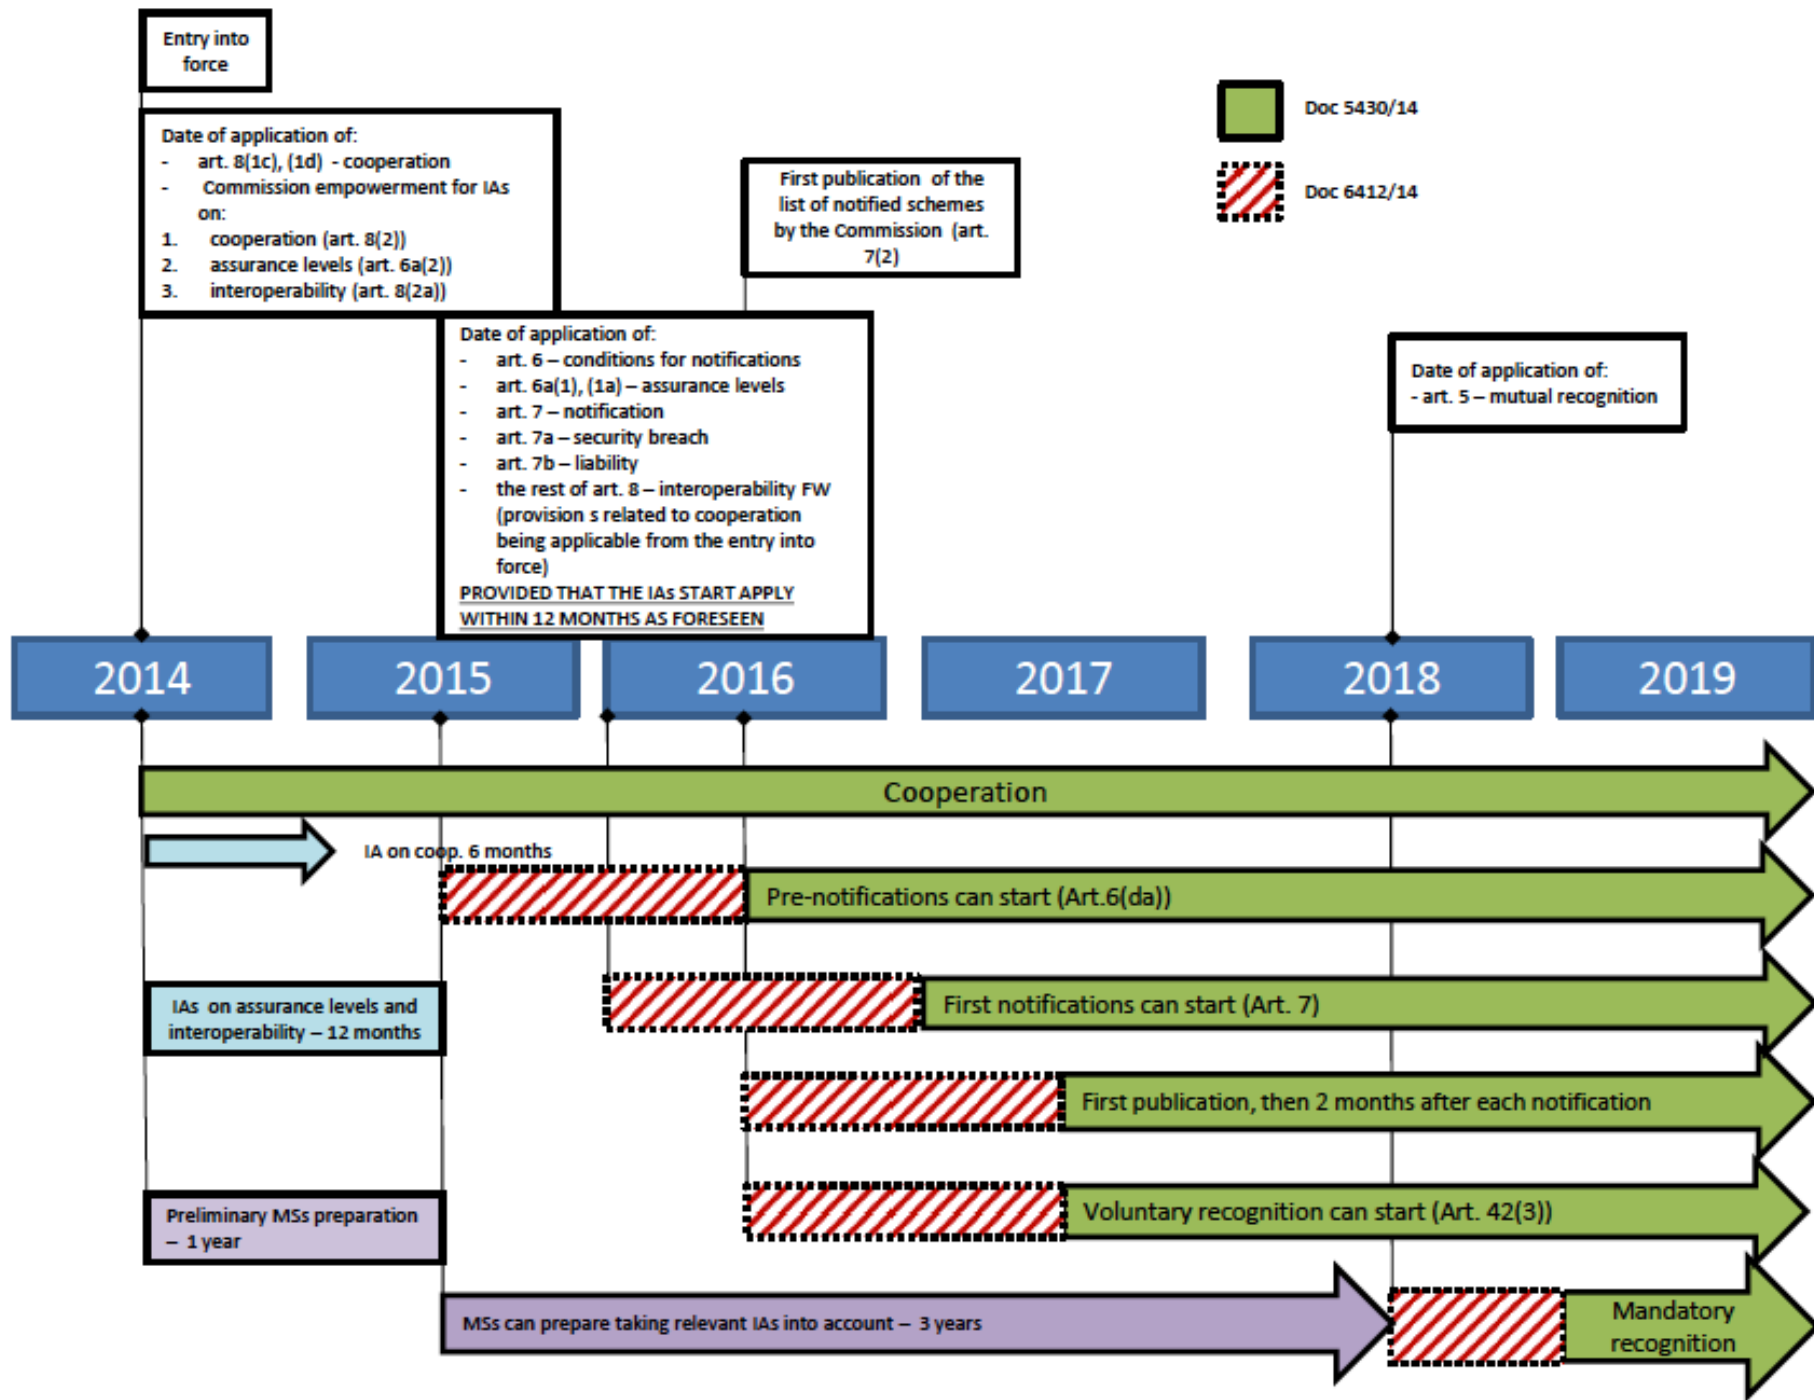 Entry into
force
Date of application of:
- art. 8(1c), (1d) - cooperation
- Commission empowerment for IAs
on:
1. cooperation (art. 8(2))
2. assurance levels (art. 6a(2))
3. interoperability (art. 8(2a))
Doc 5430/14
Doc 6412/14
First publication of the
list of notified schemes
by the Commission (art.
7(2)
Date of application of:
- art. 6 – conditions for notifications
- art. 6a(1), (1a) – assurance levels
- art. 7 – notification
- art. 7a – security breach
- art. 7b – liability
- the rest of art. 8 – interoperability FW
(provision s related to cooperation
being applicable from the entry into
force)
PROVIDED THAT THE IAs START APPLY
WITHIN 12 MONTHS AS FORESEEN
Date of application of:
- art. 5 – mutual recognition
2014
2015
2016
2017
2018
2019
Cooperation
IA on coop. 6 months
Pre-notifications can start (Art.6(da))
IAs on assurance levels and
interoperability – 12 months
First notifications can start (Art. 7)
First publication, then 2 months after each notification
Preliminary MSs preparation
– 1 year
Voluntary recognition can start (Art. 42(3))
MSs can prepare taking relevant IAs into account – 3 years
Mandatory
recognition